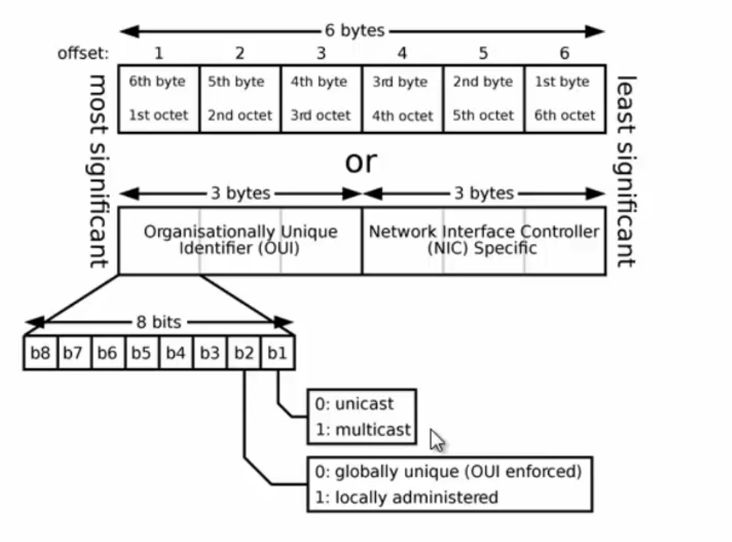 6 bytes
offset: 1 2 3 4 5 6
most significant
6th byte 5th byte 4th byte 3rd byte 2nd byte 1st byte
1st octet 2nd octet 3rd octet 4th octet 5th octet 6th octet
least significant
or
3 bytes 3 bytes
Organisationally Unique
Identifier (OUI)
Network Interface Controller
(NIC) Specific
8 bits
b8 b7 b6 b5 b4 b3 b2 b1
0: unicast
1: multicast
0: globally unique (OUI enforced)
1: locally administered